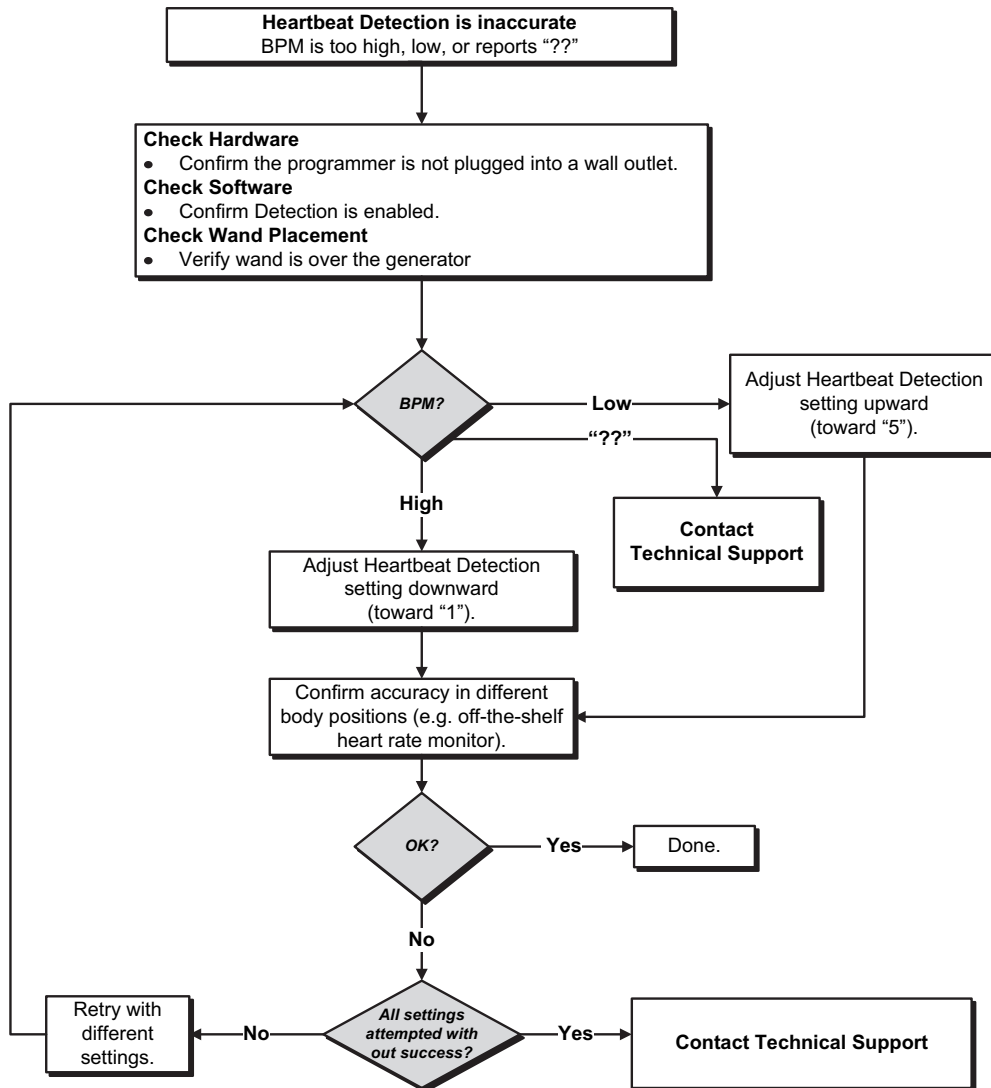 Heartbeat Detection is inaccurate
BPM is too high, low, or reports “??”
Check Hardware
• Confirm the programmer is not plugged into a wall outlet.
Check Software
• Confirm Detection is enabled.
Check Wand Placement
• Verify wand is over the generator
BPM?
Low
Adjust Heartbeat Detection
setting upward
(toward “5”).
“??”
Contact
Technical Support
High
Adjust Heartbeat Detection
setting downward
(toward “1”).
Confirm accuracy in different
body positions (e.g. off-the-shelf
heart rate monitor).
OK?
Yes
Done.
No
All settings
attempted with
out success?
No
Retry with
different
settings.
Yes
Contact Technical Support